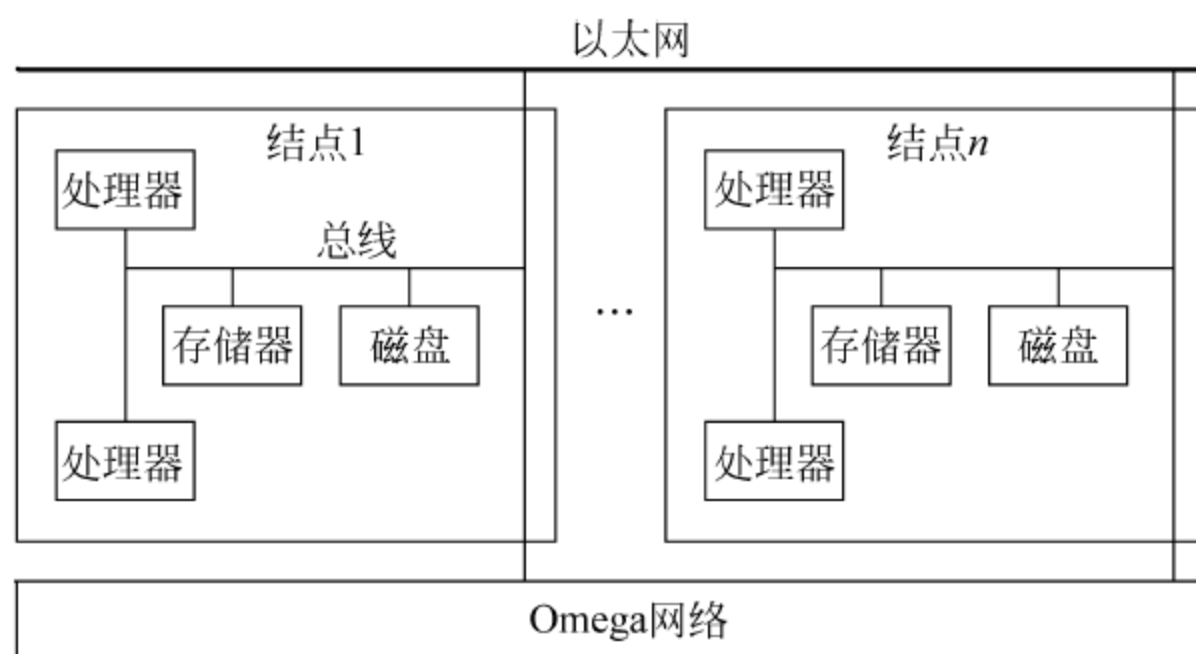 以太网
结点1
处理器
总线
存储器
磁盘
处理器
…
结点n
处理器
存储器
磁盘
处理器
Omega网络